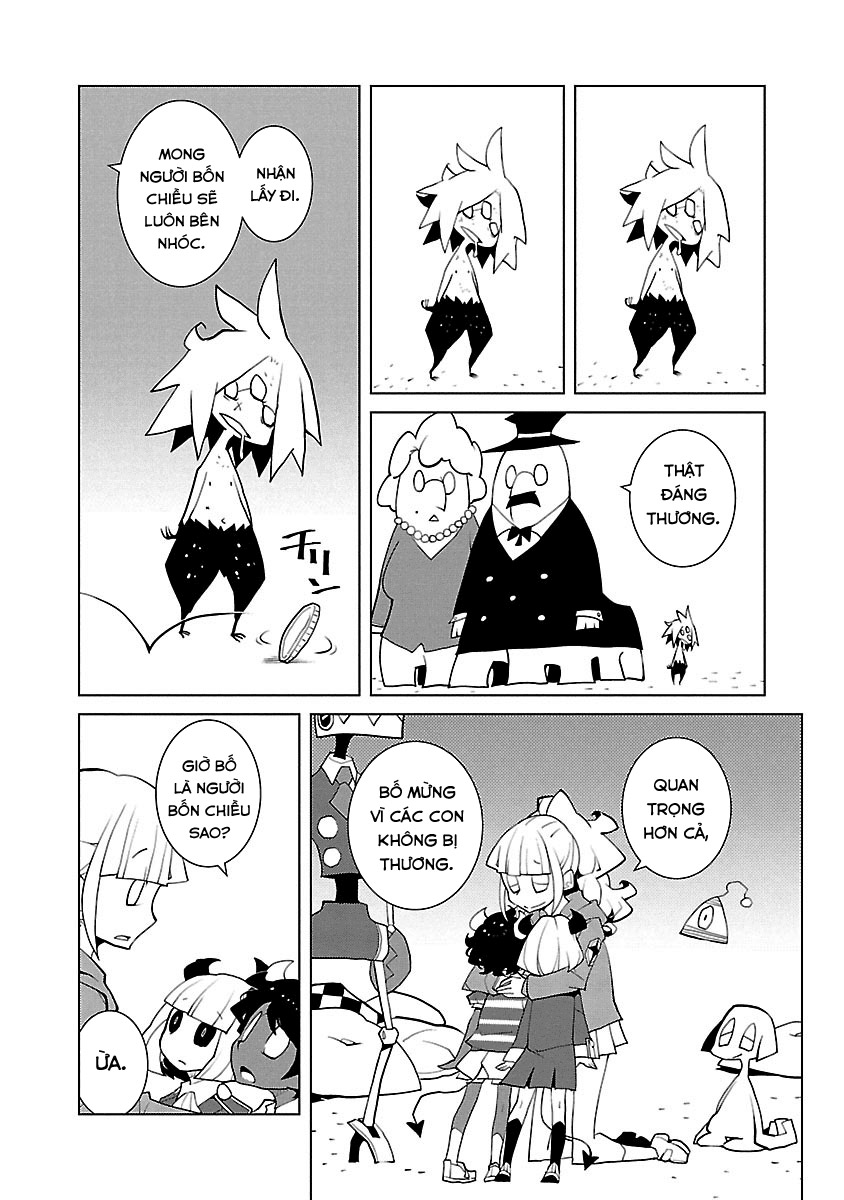 THẬT
ĐÁNG
THƯƠNG.
NHẬN
LẤY ĐI.
MONG
NGƯỜI BỐN
CHIỀU SẼ
LUÔN BÊN
NHÓC.
チリン
QUAN
TRỌNG
HƠN CẢ,
BỐ MỪNG
VÌ CÁC CON
KHÔNG BỊ
THƯƠNG.
GIỜ BỐ
LÀ NGƯỜI
BỐN CHIỀU
SAO?
ỪA.